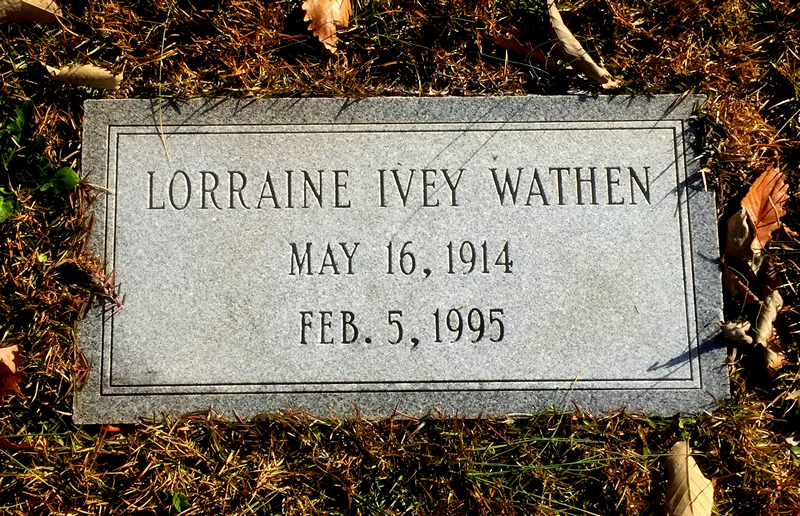 LORRAINE IVEY WATHEN
MAY 16, 1914
FEB. 5, 1995